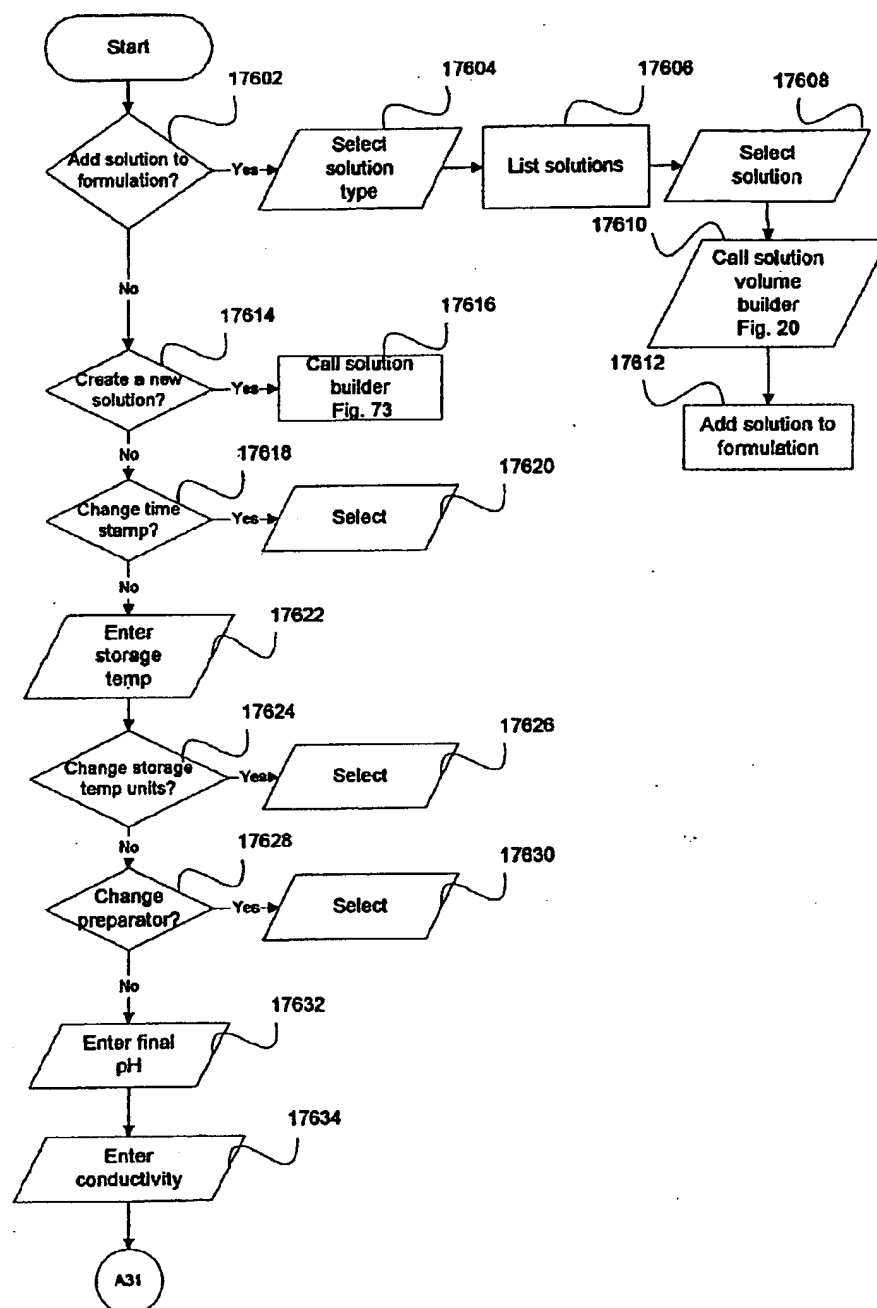 Start
17602
17604
17606
17608
Add solution to
formulation?
Yes
Select
solution
type
List solutions
Select
solution
17610
Call solution
volume
builder
Fig. 20
No
17612
Add solution to
formulation
17614
17616
Create a new
solution?
Yes
Call solution
builder
Fig. 73
No
17618
17620
Change time
stamp?
Yes
Select
No
17622
Enter
storage
temp
17624
17626
Change storage
temp units?
Yes
Select
No
17628
17630
Change
preparator?
Yes
Select
No
17632
Enter final
pH
17634
Enter
conductivity
A31